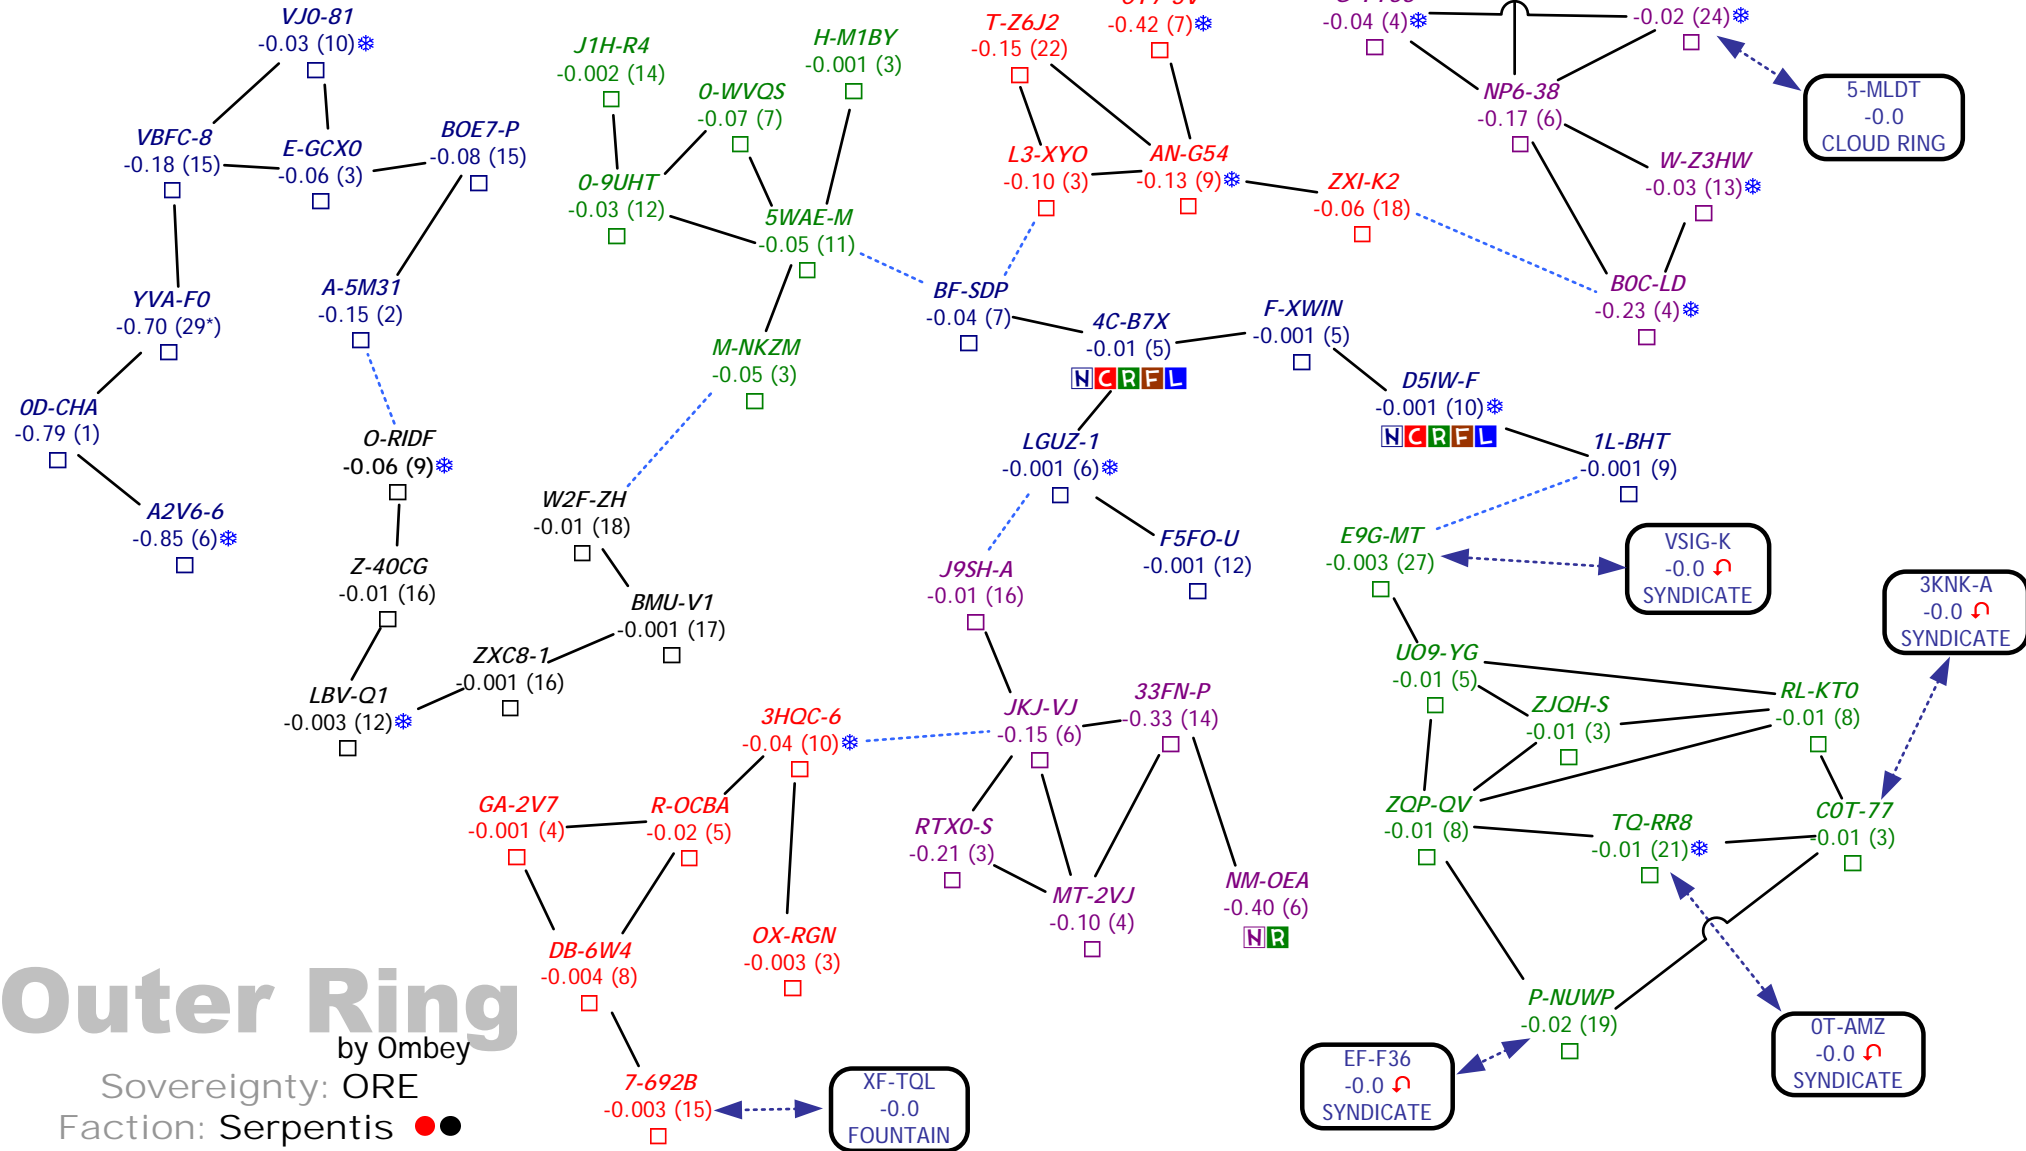 VJ0-81
-0.03 (10)
J1H-R4
-0.002 (14)
H-M1BY
-0.001 (3)
T-Z6J2
-0.15 (22)
-0.42 (7)
-0.04 (4)
-0.02 (24)
0-WVQS
-0.07 (7)
NP6-38
-0.17 (6)
5-MLDT
-0.0
CLOUD RING
VBFC-8
-0.18 (15)
E-GCX0
-0.06 (3)
BOE7-P
-0.08 (15)
0-9UHT
-0.03 (12)
L3-XYO
-0.10 (3)
AN-G54
-0.13 (9)
ZXI-K2
-0.06 (18)
W-Z3HW
-0.03 (13)
5WAE-M
-0.05 (11)
YVA-F0
-0.70 (29*)
A-5M31
-0.15 (2)
BF-SDP
-0.04 (7)
4C-B7X
-0.01 (5)
N C R F L
F-XWIN
-0.001 (5)
B0C-LD
-0.23 (4)
M-NKZM
-0.05 (3)
0D-CHA
-0.79 (1)
D5IW-F
-0.001 (10)
N C R F L
O-RIDF
-0.06 (9)
LGUZ-1
-0.001 (6)
1L-BHT
-0.001 (9)
A2V6-6
-0.85 (6)
W2F-ZH
-0.01 (18)
F5FO-U
-0.001 (12)
E9G-MT
-0.003 (27)
VSIG-K
-0.0
SYNDICATE
Z-40CG
-0.01 (16)
J9SH-A
-0.01 (16)
3KNK-A
-0.0
SYNDICATE
BMU-V1
-0.001 (17)
ZXC8-1
-0.001 (16)
UO9-YG
-0.01 (5)
LBV-Q1
-0.003 (12)
3HQC-6
-0.04 (10)
JKJ-VJ
-0.15 (6)
33FN-P
-0.33 (14)
ZJQH-S
-0.01 (3)
RL-KT0
-0.01 (8)
GA-2V7
-0.001 (4)
R-OCBA
-0.02 (5)
RTX0-S
-0.21 (3)
ZQP-QV
-0.01 (8)
TQ-RR8
-0.01 (21)
C0T-77
-0.01 (3)
MT-2VJ
-0.10 (4)
NM-OEA
-0.40 (6)
N R
DB-6W4
-0.004 (8)
OX-RGN
-0.003 (3)
P-NUWP
-0.02 (19)
Outer Ring
by Ombey
Sovereignty: ORE
Faction: Serpentis
7-692B
-0.003 (15)
XF-TQL
-0.0
FOUNTAIN
EF-F36
-0.0
SYNDICATE
0T-AMZ
-0.0
SYNDICATE